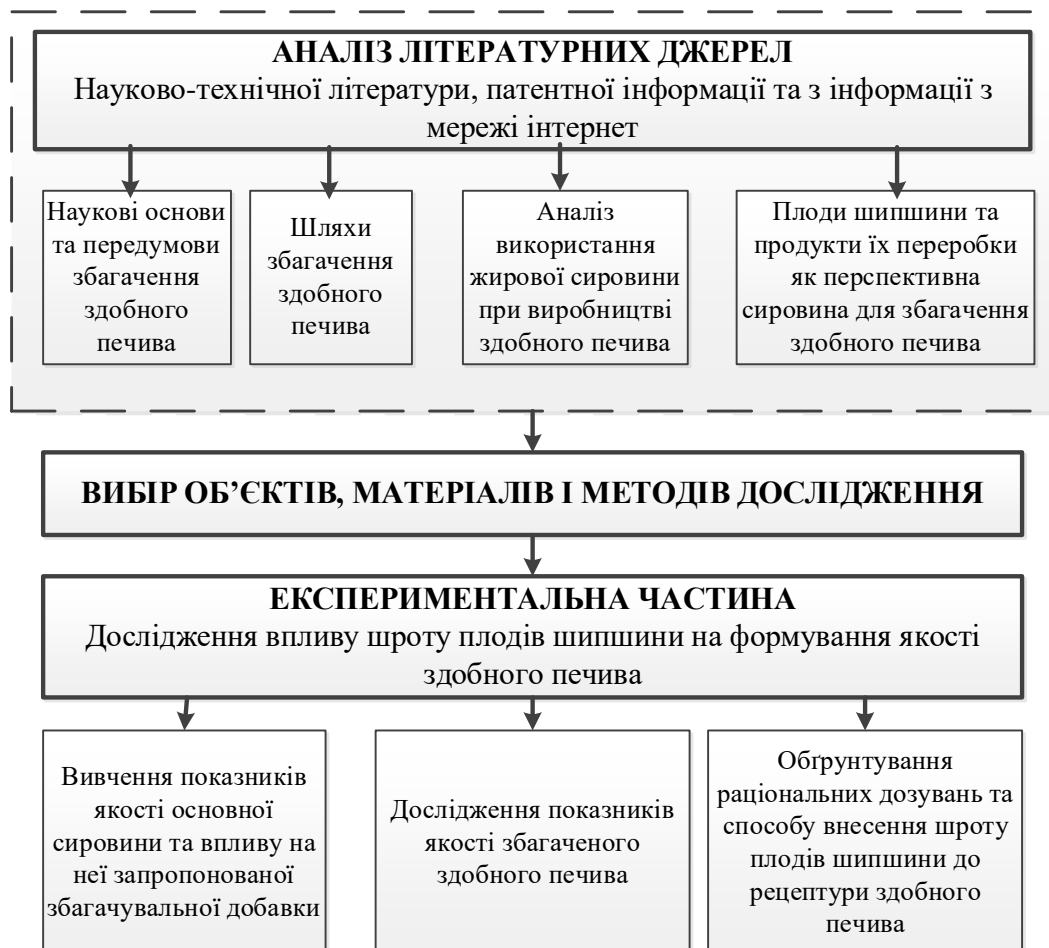 АНАЛІЗ ЛІТЕРАТУРНИХ ДЖЕРЕЛ
Науково-технічної літератури, патентної інформації та з інформації з
мережі інтернет
Наукові основи
та передумови
збагачення
здобного
печива
Шляхи
збагачення
здобного
печива
Аналіз
використання
жирової сировини
при виробництві
здобного печива
Плоди шипшини та
продукти їх переробки
як перспективна
сировина для збагачення
здобного печива
ВИБІР ОБ’ЄКТІВ, МАТЕРІАЛІВ І МЕТОДІВ ДОСЛІДЖЕННЯ
ЕКСПЕРИМЕНТАЛЬНА ЧАСТИНА
Дослідження впливу шроту плодів шипшини на формування якості
здобного печива
Вивчення показників
якості основної
сировини та впливу на
неї запропонованої
збагачувальної добавки
Дослідження показників
якості збагаченого
здобного печива
Обґрунтування
раціональних дозувань та
способу внесення шроту
плодів шипшини до
рецептури здобного
печива